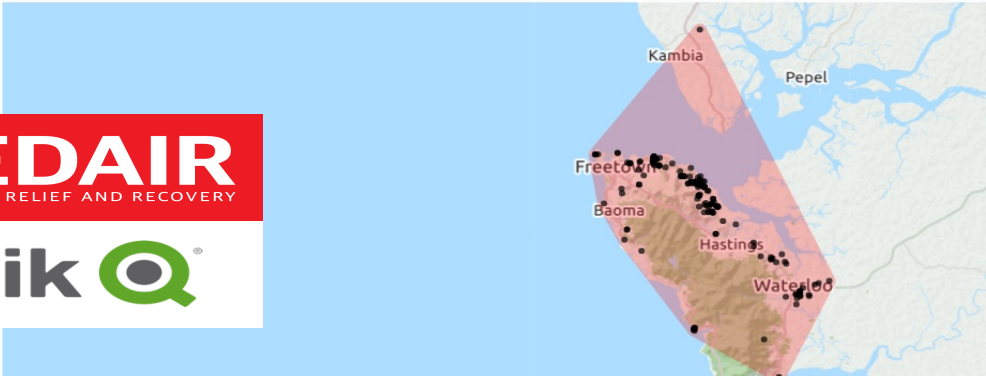 EDAIR
RELIEF AND RECOVERY
ik Q®
Kambia
Pepel
Freetown
Baoma
Hastings
Waterloo